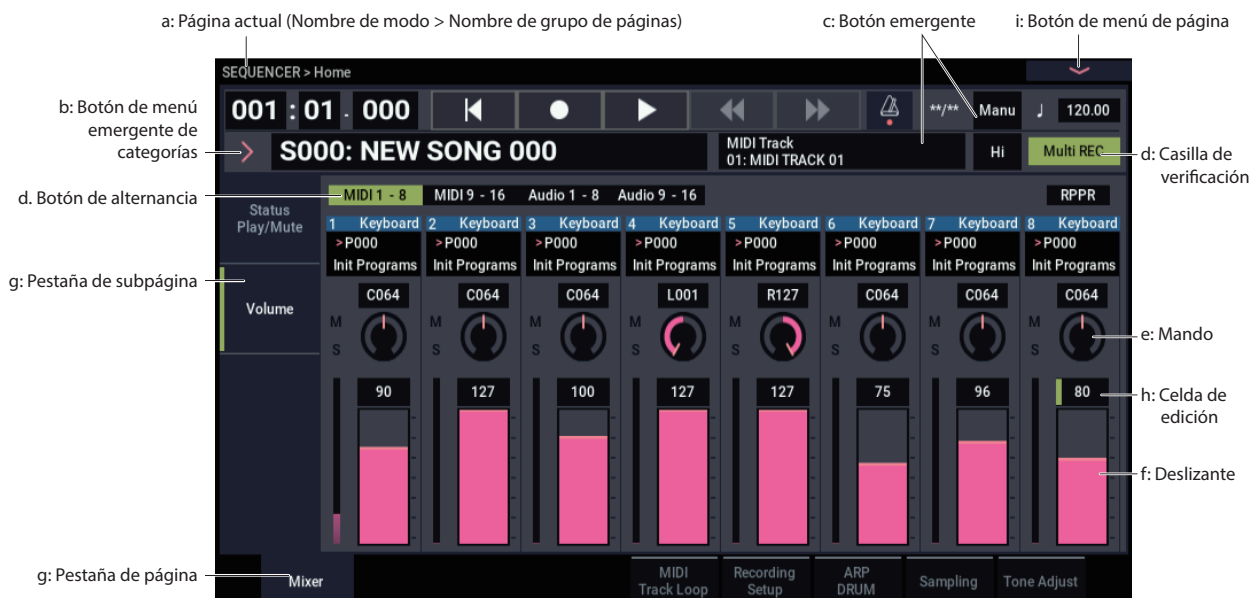 a: Página actual (Nombre de modo > Nombre de grupo de páginas)
c: Botón emergente
i: Botón de menú de página
SEQUENCER > Home
b: Botón de menú
emergente de
categorías
001 : 01 . 000
**/**
Manu
♩ 120.00
S000: NEW SONG 000
MIDI Track
01: MIDI TRACK 01
Hi
Multi REC
d: Casilla de
verificación
d. Botón de alternancia
MIDI 1 - 8
MIDI 9 - 16
Audio 1 - 8
Audio 9 - 16
RPPR
Status
Play/Mute
1 Keyboard 2 Keyboard 3 Keyboard 4 Keyboard 5 Keyboard 6 Keyboard 7 Keyboard 8 Keyboard
>P000 >P000 >P000 >P000 >P000 >P000 >P000 >P000
Init Programs Init Programs Init Programs Init Programs Init Programs Init Programs Init Programs Init Programs
g: Pestaña de subpágina
Volume
C064 C064 C064 L001 R127 C064 C064 C064
M M M M M M M M
S S S S S S S S
e: Mando
90 127 100 127 127 75 96 80
h: Celda de
edición
f: Deslizante
g: Pestaña de página
Mixer
MIDI
Track Loop
Recording
Setup
ARP
DRUM
Sampling
Tone Adjust